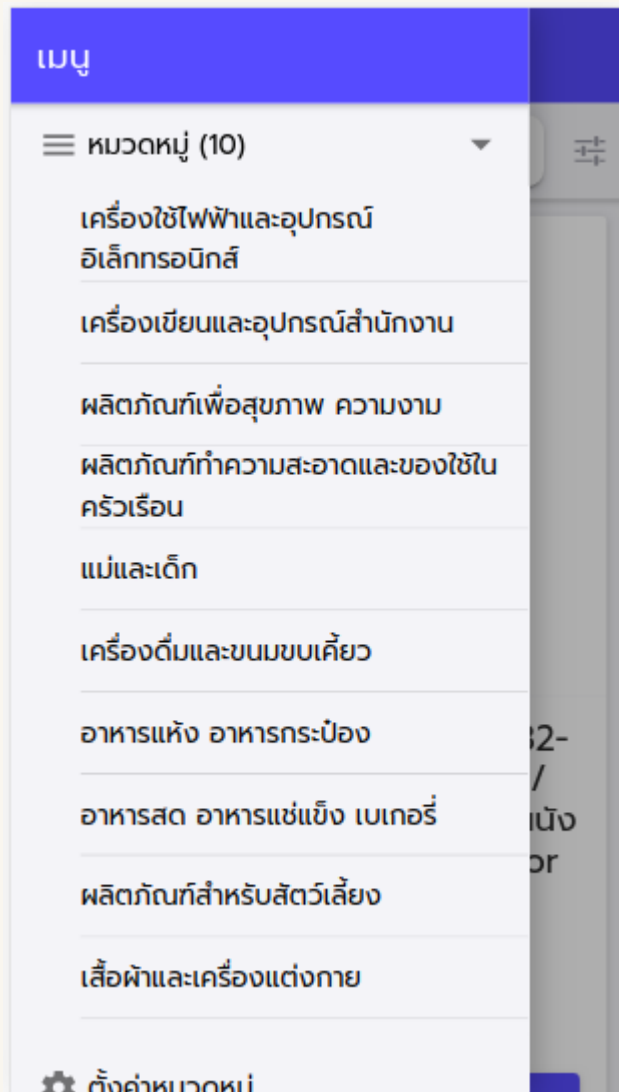 เมนู
หมวดหมู่ (10)
เครื่องใช้ไฟฟ้าและอุปกรณ์
อิเล็กทรอนิกส์
เครื่องเขียนและอุปกรณ์สำนักงาน
ผลิตภัณฑ์เพื่อสุขภาพ ความงาม
ผลิตภัณฑ์ทำความสะอาดและของใช้ใน
ครัวเรือน
แม่และเด็ก
เครื่องดื่มและขนมขบเคี้ยว
อาหารแห้ง อาหารกระป๋อง
อาหารสด อาหารแช่แข็ง เบเกอรี่
ผลิตภัณฑ์สำหรับสัตว์เลี้ยง
เสื้อผ้าและเครื่องแต่งกาย
ตั้งค่าหมวดหมู่